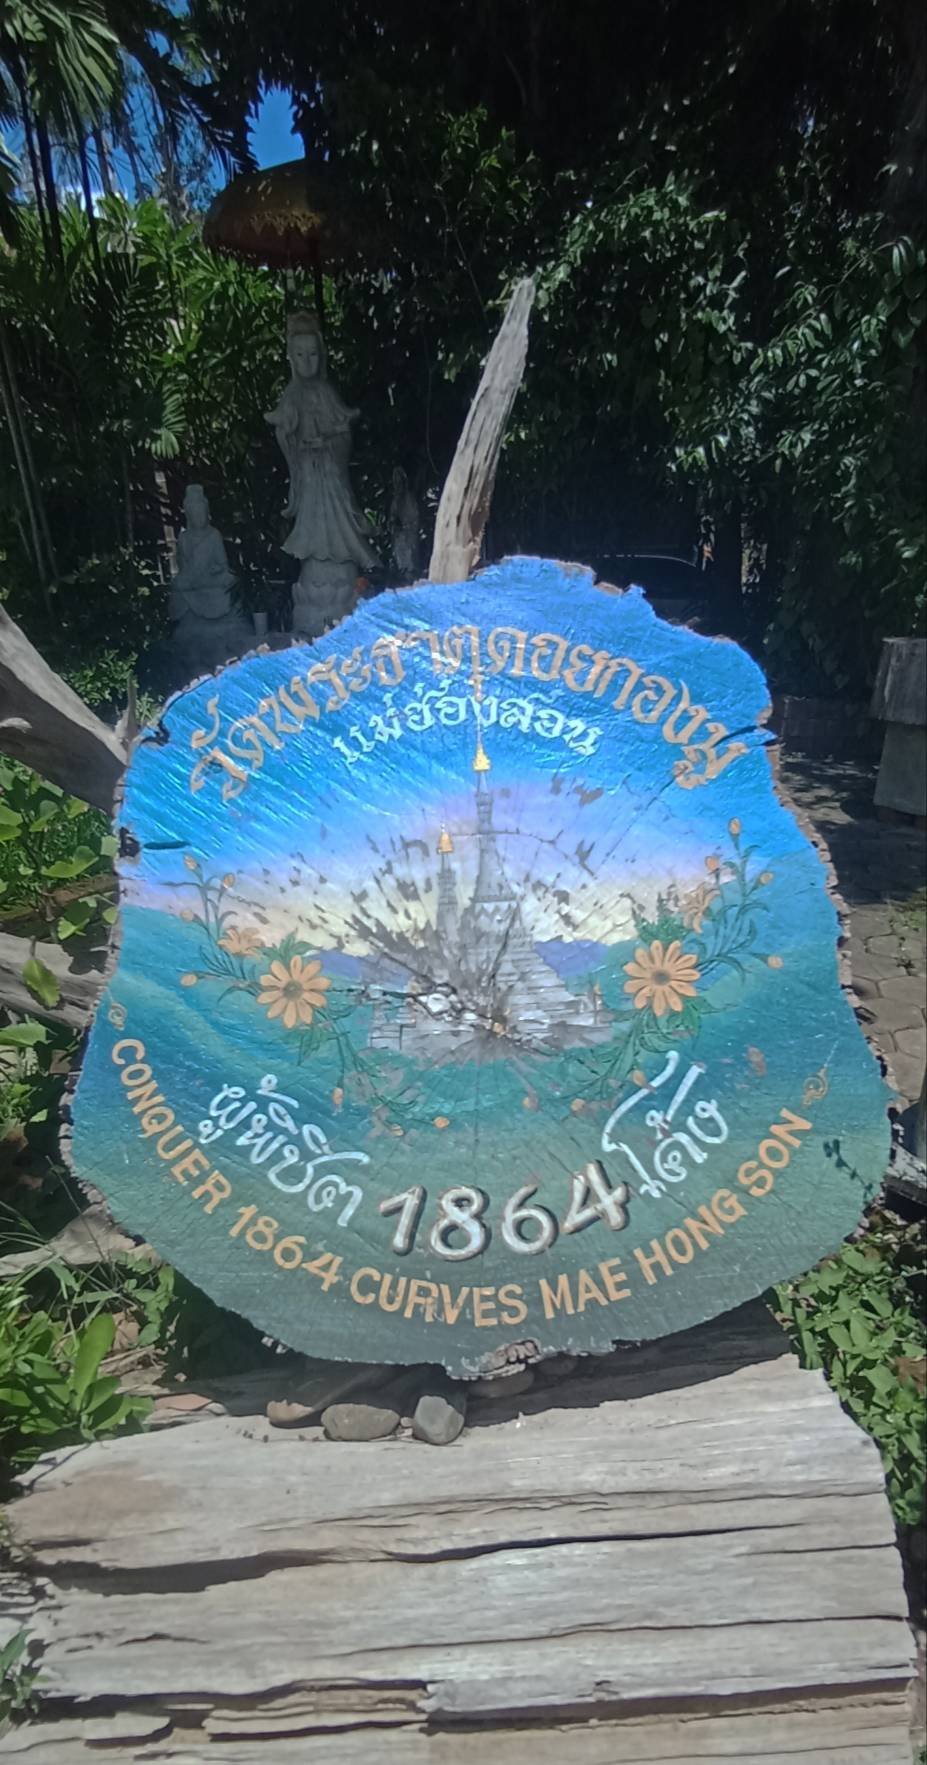 วัดพระธาตุดอยกองมู
แม่ฮ่องสอน
ผู้พิชิต 1864 โค้ง
CONQUER 1864 CURVES MAE HONG SON